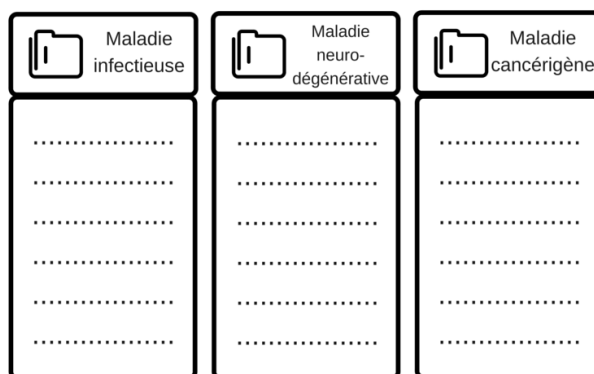 Maladie
infectieuse
Maladie
neuro-
dégénérative
Maladie
cancérigène